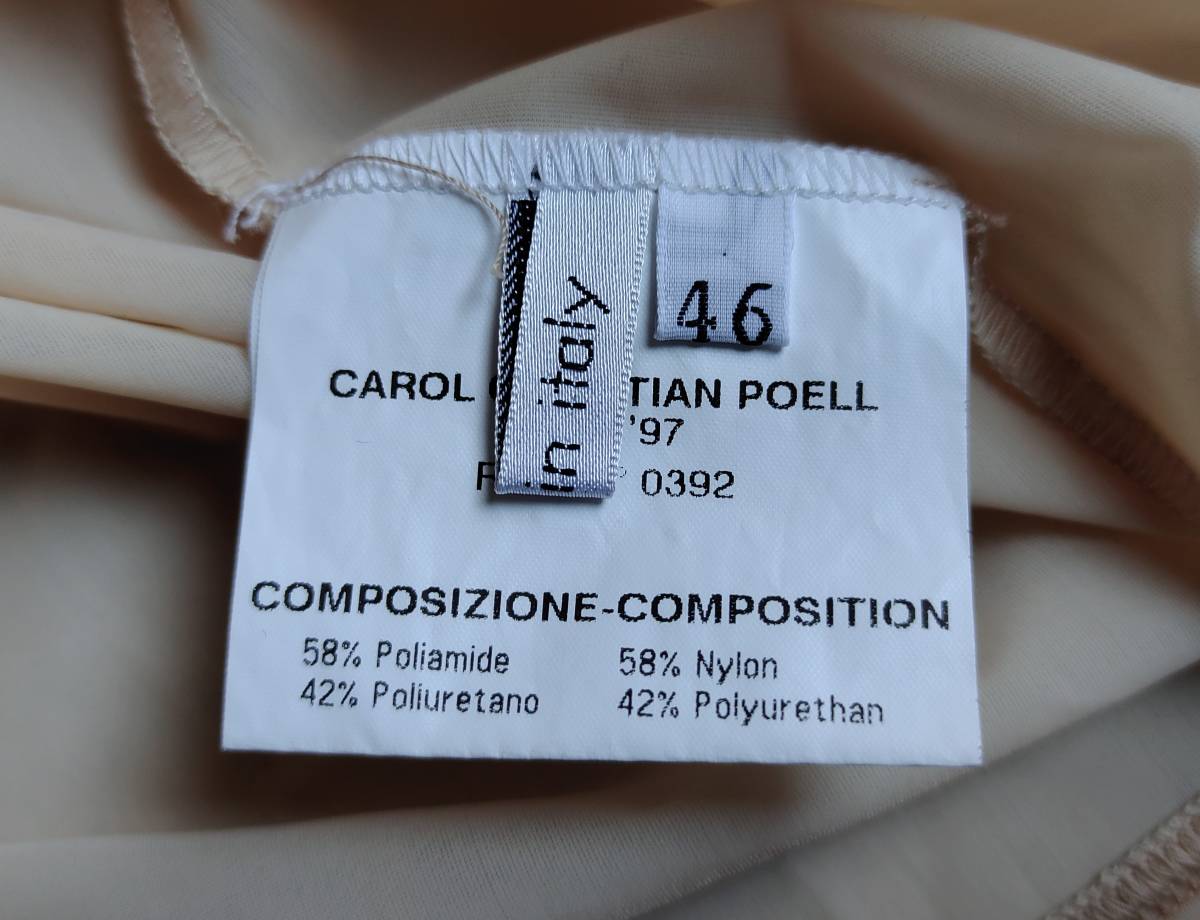 in italy
46
CAROL TIAN POELL
'97
0392
COMPOSIZIONE-COMPOSITION
58% Poliamide 58% Nylon
42% Poliuretano 42% Polyurethan